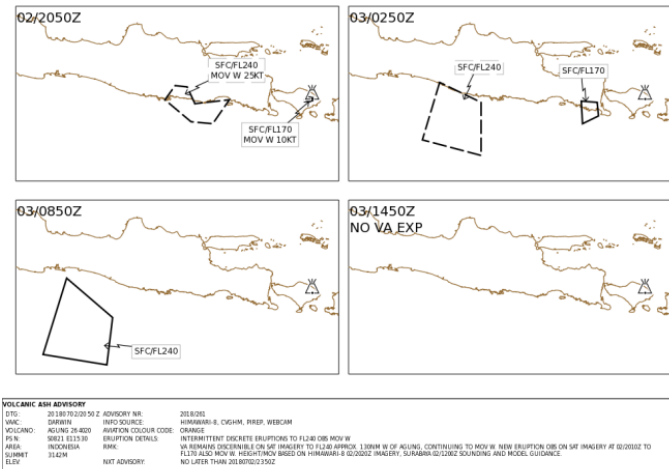 02/2050Z
SFC/FL240
MOV W 25KT
SFC/FL170
MOV W 10KT
03/0250Z
SFC/FL240
SFC/FL170
03/0850Z
SFC/FL240
03/1450Z
NO VA EXP
VOLCANIC ASH ADVISORY
DTG: 20180702/2050Z ADVISORY NR: 2018/261
VAAC: DARWIN INFO SOURCE: HIMAWARI-8, CVGHM, PIREP, WEBCAM
VOLCANO: AGUNG 264020 AVIATION COLOUR CODE: ORANGE
PSN: S0821 E11530 ERUPTION DETAILS: INTERMITTENT DISCRETE ERUPTIONS TO FL240 OBS MOV W
AREA: INDONESIA RMK: VA REMAINS DISCERNIBLE ON SAT IMAGERY TO FL240 APPROX. 130NM W OF AGUNG, CONTINUING TO MOV W. NEW ERUPTION OBS ON SAT IMAGERY AT 02/2010Z TO
SUMMIT 3142M FL170 ALSO MOV W. HEIGHT/MOV BASED ON HIMAWARI-8 02/2020Z IMAGERY, SURABAYA 02/1200Z SOUNDING AND MODEL GUIDANCE.
ELEV: NXT ADVISORY: NO LATER THAN 20180702/2350Z